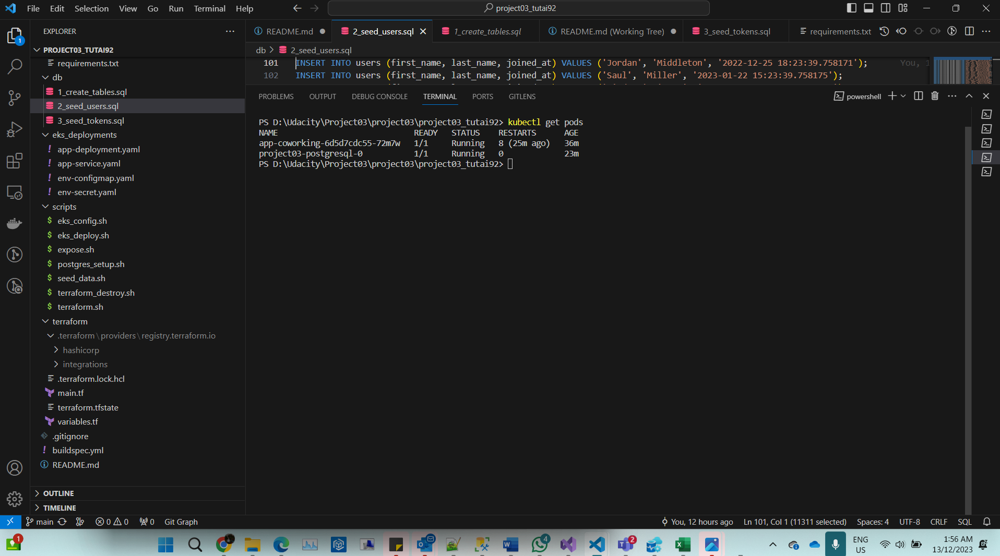 File Edit Selection View Go Run Terminal Help
project03_tutai92
EXPLORER
README.md
2_seed_users.sql
1_create_tables.sql
README.md (Working Tree)
3_seed_tokens.sql
requirements.txt
PROJECT03_TUTAI92
db > 2_seed_users.sql
requirements.txt
db
1_create_tables.sql
2_seed_users.sql
3_seed_tokens.sql
eks_deployments
app-deployment.yaml
app-service.yaml
env-configmap.yaml
env-secret.yaml
scripts
eks_config.sh
eks_deploy.sh
expose.sh
postgres_setup.sh
seed_data.sh
terraform_destroy.sh
terraform.sh
terraform
.terraform\providers\registry.terraform.io
hashicorp
integrations
.terraform.lock.hcl
main.tf
terraform.tfstate
variables.tf
.gitignore
buildspec.yml
README.md
OUTLINE
TIMELINE
101 INSERT INTO users (first_name, last_name, joined_at) VALUES ('Jordan', 'Middleton', '2022-12-25 18:23:39.758171'); You, 1
102 INSERT INTO users (first_name, last_name, joined_at) VALUES ('Saul', 'Miller', '2023-01-22 15:23:39.758175');
PROBLEMS OUTPUT DEBUG CONSOLE TERMINAL PORTS GITLENS
powershell
PS D:\Udacity\Project03\project03\project03_tutai92> kubectl get pods
NAME READY STATUS RESTARTS AGE
app-coworking-6d5d7cdc55-72m7w 1/1 Running 8 (25m ago) 36m
project03-postgresql-0 1/1 Running 0 23m
PS D:\Udacity\Project03\project03\project03_tutai92>
1
main 0 0 0 Git Graph
You, 12 hours ago Ln 101, Col 1 (11311 selected) Spaces: 4 UTF-8 CRLF SQL
1
4
2
ENG
US
1:56 AM
13/12/2023